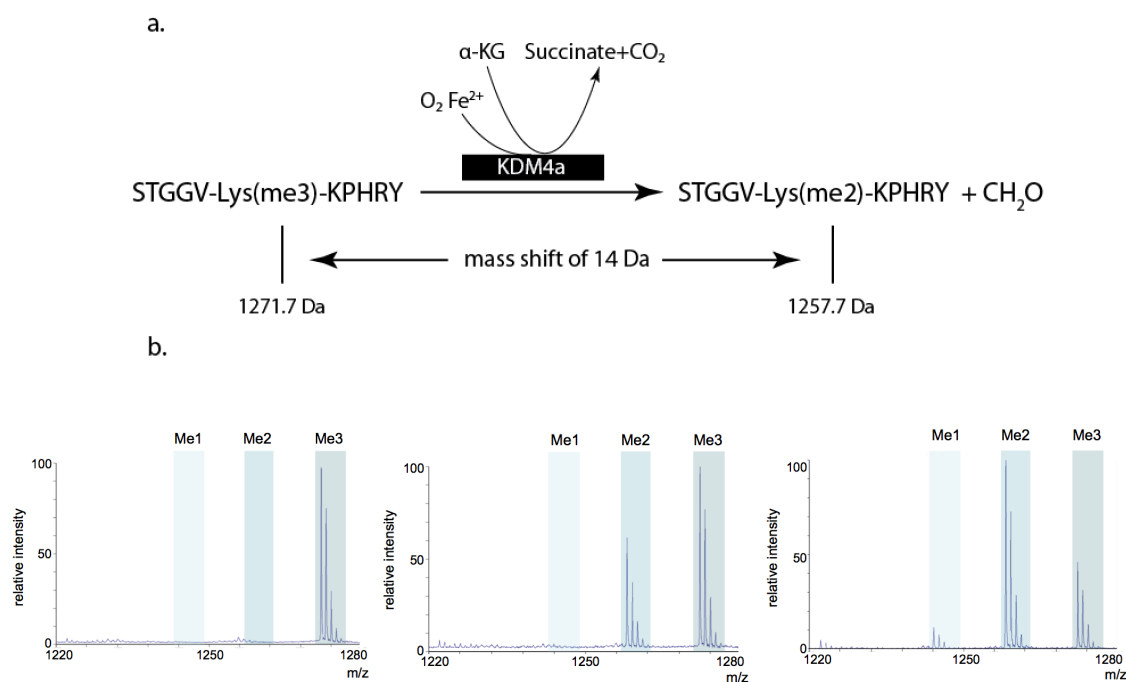 a.
α-KG Succinate+CO₂
O₂ Fe²⁺
KDM4a
STGGV-Lys(me3)-KPHRY STGGV-Lys(me2)-KPHRY + CH₂O
mass shift of 14 Da
1271.7 Da 1257.7 Da
b.
Me1 Me2 Me3
100
50
0
relative intensity
1220 1250 1280
m/z
Me1 Me2 Me3
100
50
0
relative intensity
1220 1250 1280
m/z
Me1 Me2 Me3
100
50
0
relative intensity
1220 1250 1280
m/z